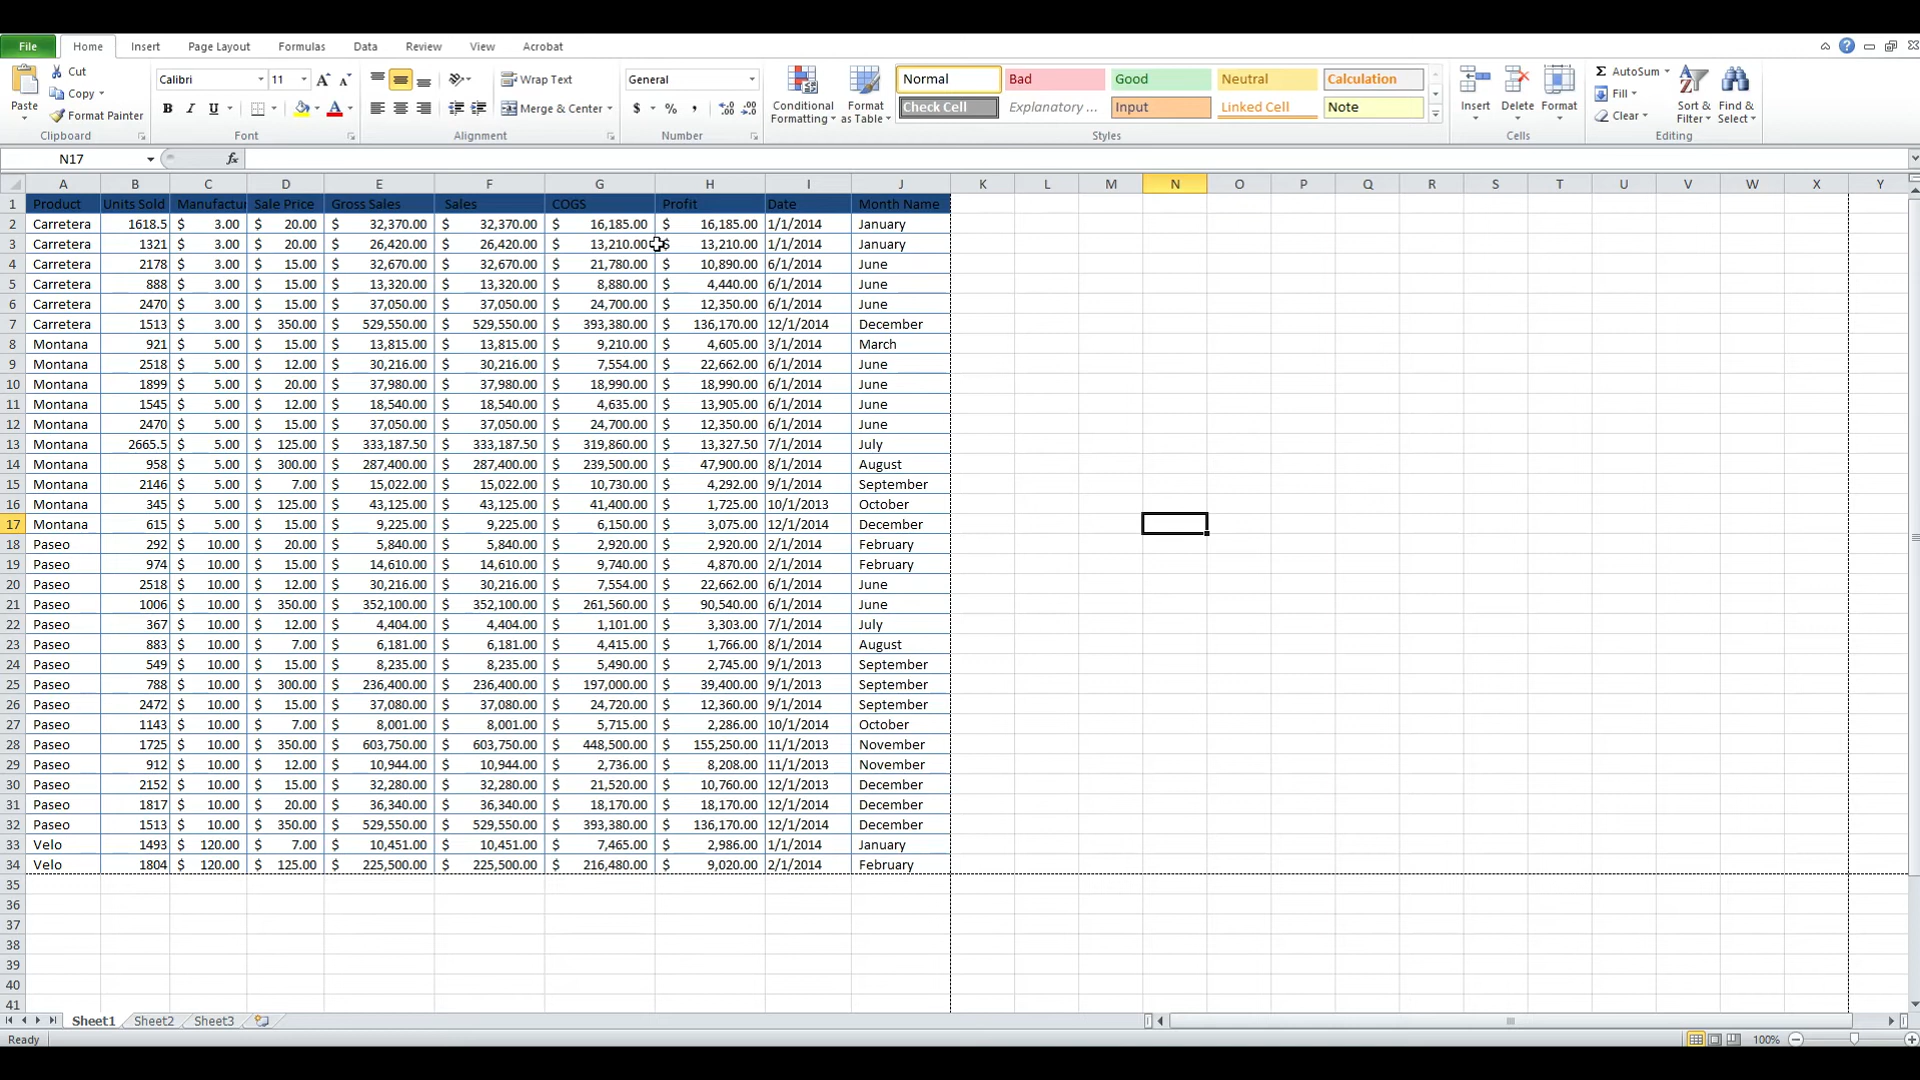 File Home Insert Page Layout Formulas Data Review View Acrobat
Paste Cut Copy Format Painter Clipboard
Calibri 11 B I U Font
Wrap Text Merge & Center Alignment
General $ % , Number
Conditional Formatting Format as Table
Normal Bad Good Neutral Calculation
Check Cell Explanatory ... Input Linked Cell Note
Styles
Insert Delete Format Cells
Σ AutoSum Fill Clear Sort & Filter Find & Select Editing
N17 fx
A B C D E F G H I J K L M N O P Q R S T U V W X Y
1 Product Units Sold Manufactur Sale Price Gross Sales Sales COGS Profit Date Month Name
2 Carretera 1618.5 $ 3.00 $ 20.00 $ 32,370.00 $ 32,370.00 $ 16,185.00 $ 16,185.00 1/1/2014 January
3 Carretera 1321 $ 3.00 $ 20.00 $ 26,420.00 $ 26,420.00 $ 13,210.00 $ 13,210.00 1/1/2014 January
4 Carretera 2178 $ 3.00 $ 15.00 $ 32,670.00 $ 32,670.00 $ 21,780.00 $ 10,890.00 6/1/2014 June
5 Carretera 888 $ 3.00 $ 15.00 $ 13,320.00 $ 13,320.00 $ 8,880.00 $ 4,440.00 6/1/2014 June
6 Carretera 2470 $ 3.00 $ 15.00 $ 37,050.00 $ 37,050.00 $ 24,700.00 $ 12,350.00 6/1/2014 June
7 Carretera 1513 $ 3.00 $ 350.00 $ 529,550.00 $ 529,550.00 $ 393,380.00 $ 136,170.00 12/1/2014 December
8 Montana 921 $ 5.00 $ 15.00 $ 13,815.00 $ 13,815.00 $ 9,210.00 $ 4,605.00 3/1/2014 March
9 Montana 2518 $ 5.00 $ 12.00 $ 30,216.00 $ 30,216.00 $ 7,554.00 $ 22,662.00 6/1/2014 June
10 Montana 1899 $ 5.00 $ 20.00 $ 37,980.00 $ 37,980.00 $ 18,990.00 $ 18,990.00 6/1/2014 June
11 Montana 1545 $ 5.00 $ 12.00 $ 18,540.00 $ 18,540.00 $ 4,635.00 $ 13,905.00 6/1/2014 June
12 Montana 2470 $ 5.00 $ 15.00 $ 37,050.00 $ 37,050.00 $ 24,700.00 $ 12,350.00 6/1/2014 June
13 Montana 2665.5 $ 5.00 $ 125.00 $ 333,187.50 $ 333,187.50 $ 319,860.00 $ 13,327.50 7/1/2014 July
14 Montana 958 $ 5.00 $ 300.00 $ 287,400.00 $ 287,400.00 $ 239,500.00 $ 47,900.00 8/1/2014 August
15 Montana 2146 $ 5.00 $ 7.00 $ 15,022.00 $ 15,022.00 $ 10,730.00 $ 4,292.00 9/1/2014 September
16 Montana 345 $ 5.00 $ 125.00 $ 43,125.00 $ 43,125.00 $ 41,400.00 $ 1,725.00 10/1/2013 October
17 Montana 615 $ 5.00 $ 15.00 $ 9,225.00 $ 9,225.00 $ 6,150.00 $ 3,075.00 12/1/2014 December
18 Paseo 292 $ 10.00 $ 20.00 $ 5,840.00 $ 5,840.00 $ 2,920.00 $ 2,920.00 2/1/2014 February
19 Paseo 974 $ 10.00 $ 15.00 $ 14,610.00 $ 14,610.00 $ 9,740.00 $ 4,870.00 2/1/2014 February
20 Paseo 2518 $ 10.00 $ 12.00 $ 30,216.00 $ 30,216.00 $ 7,554.00 $ 22,662.00 6/1/2014 June
21 Paseo 1006 $ 10.00 $ 350.00 $ 352,100.00 $ 352,100.00 $ 261,560.00 $ 90,540.00 6/1/2014 June
22 Paseo 367 $ 10.00 $ 12.00 $ 4,404.00 $ 4,404.00 $ 1,101.00 $ 3,303.00 7/1/2014 July
23 Paseo 883 $ 10.00 $ 7.00 $ 6,181.00 $ 6,181.00 $ 4,415.00 $ 1,766.00 8/1/2014 August
24 Paseo 549 $ 10.00 $ 15.00 $ 8,235.00 $ 8,235.00 $ 5,490.00 $ 2,745.00 9/1/2013 September
25 Paseo 788 $ 10.00 $ 300.00 $ 236,400.00 $ 236,400.00 $ 197,000.00 $ 39,400.00 9/1/2013 September
26 Paseo 2472 $ 10.00 $ 15.00 $ 37,080.00 $ 37,080.00 $ 24,720.00 $ 12,360.00 9/1/2014 September
27 Paseo 1143 $ 10.00 $ 7.00 $ 8,001.00 $ 8,001.00 $ 5,715.00 $ 2,286.00 10/1/2014 October
28 Paseo 1725 $ 10.00 $ 350.00 $ 603,750.00 $ 603,750.00 $ 448,500.00 $ 155,250.00 11/1/2013 November
29 Paseo 912 $ 10.00 $ 12.00 $ 10,944.00 $ 10,944.00 $ 2,736.00 $ 8,208.00 11/1/2013 November
30 Paseo 2152 $ 10.00 $ 15.00 $ 32,280.00 $ 32,280.00 $ 21,520.00 $ 10,760.00 12/1/2013 December
31 Paseo 1817 $ 10.00 $ 20.00 $ 36,340.00 $ 36,340.00 $ 18,170.00 $ 18,170.00 12/1/2014 December
32 Paseo 1513 $ 10.00 $ 350.00 $ 529,550.00 $ 529,550.00 $ 393,380.00 $ 136,170.00 12/1/2014 December
33 Velo 1493 $ 120.00 $ 7.00 $ 10,451.00 $ 10,451.00 $ 7,465.00 $ 2,986.00 1/1/2014 January
34 Velo 1804 $ 120.00 $ 125.00 $ 225,500.00 $ 225,500.00 $ 216,480.00 $ 9,020.00 2/1/2014 February
35
36
37
38
39
40
41
Sheet1 Sheet2 Sheet3
Ready 100%